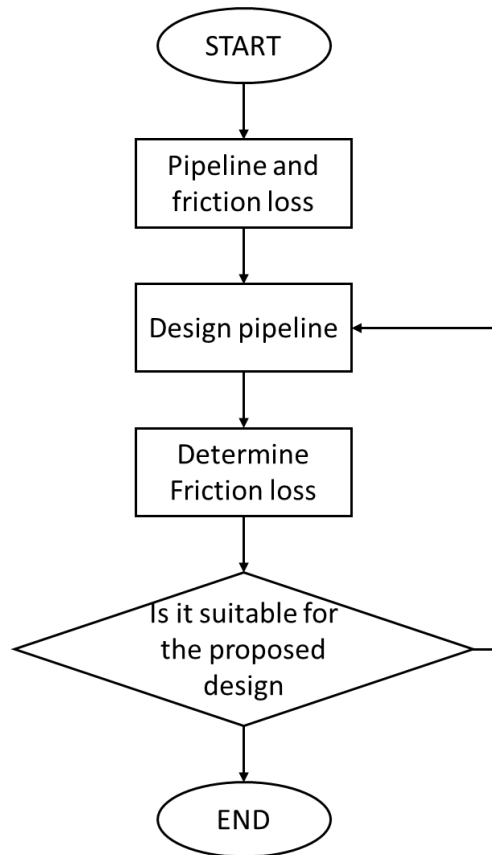 START
Pipeline and
friction loss
Design pipeline
Determine
Friction loss
Is it suitable for
the proposed
design
END